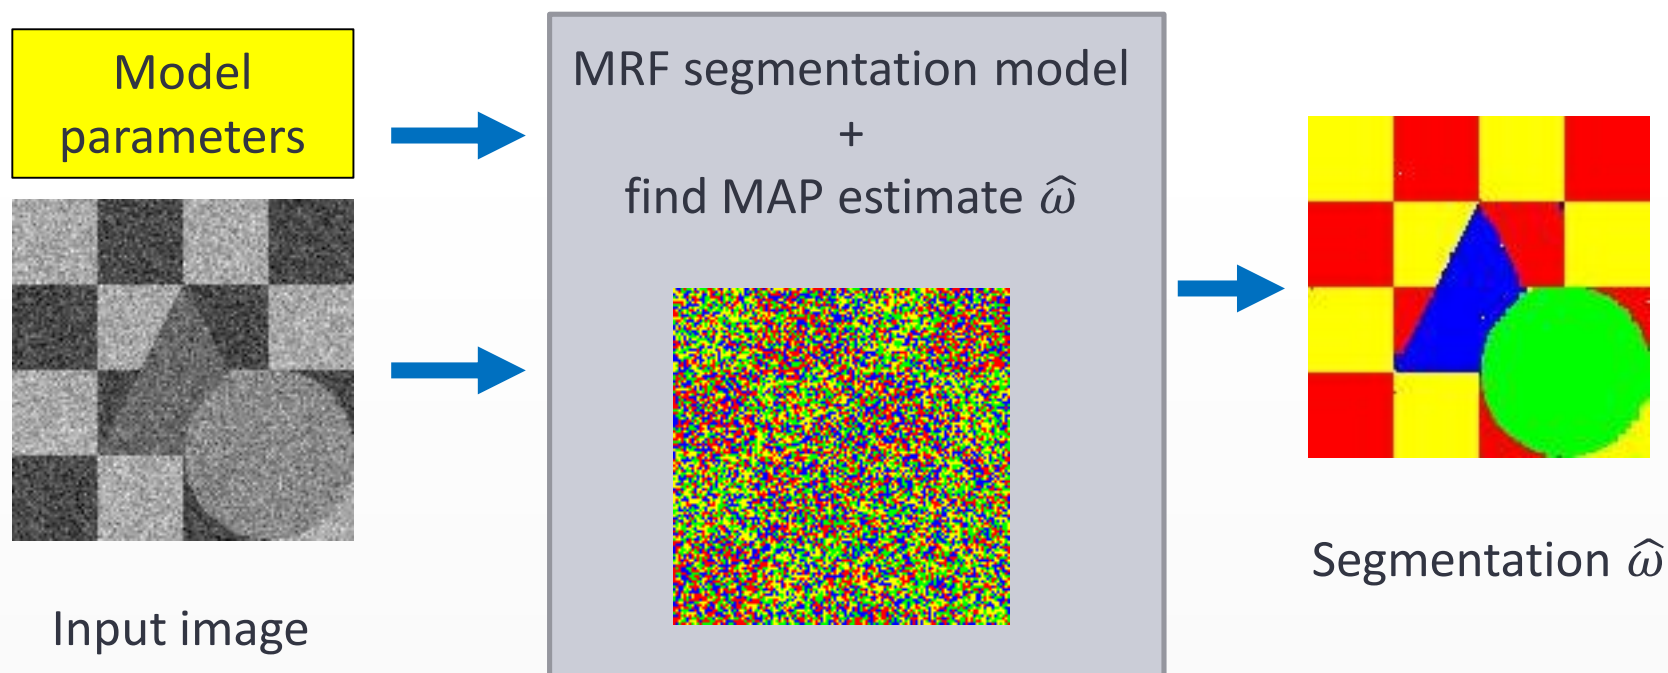 Model
parameters
MRF segmentation model
+
find MAP estimate ω̂
Input image
Segmentation ω̂